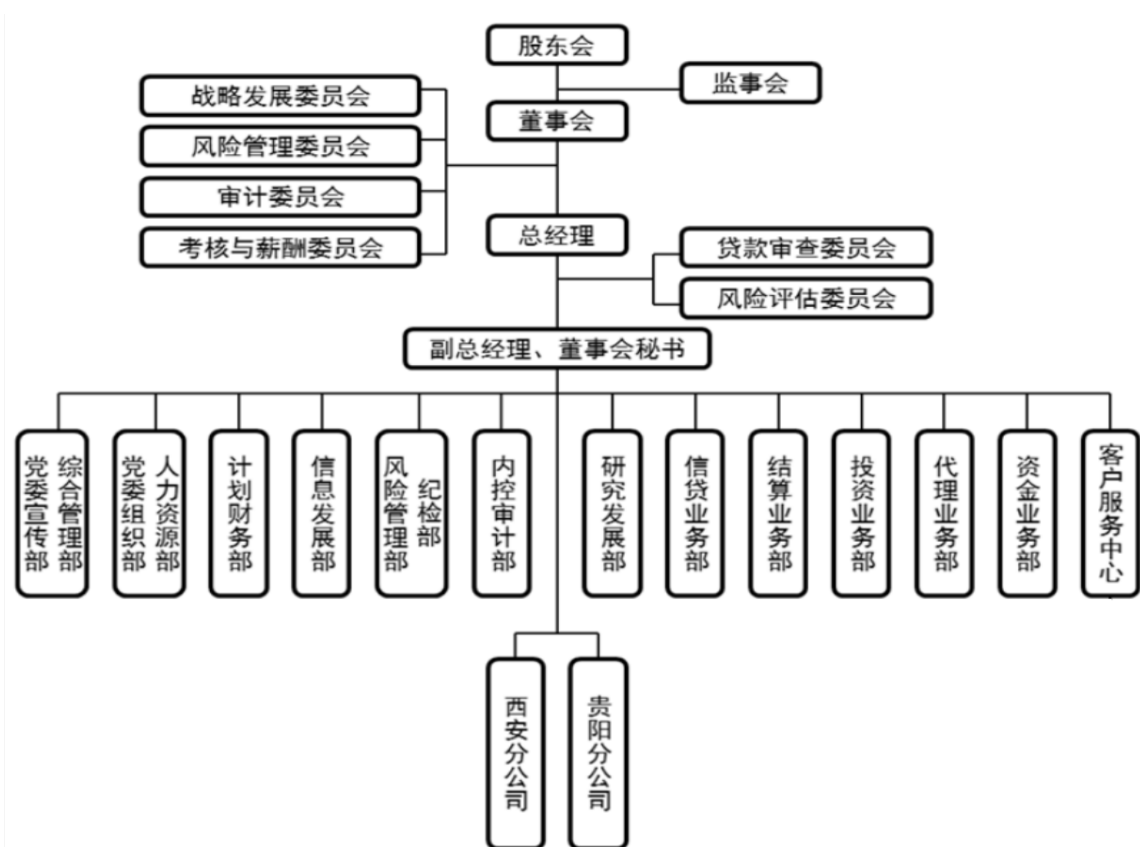 股东会
监事会
战略发展委员会
董事会
风险管理委员会
审计委员会
总经理
考核与薪酬委员会
贷款审查委员会
风险评估委员会
副总经理、董事会秘书
党委宣传部
综合管理部
党委组织部
人力资源部
计划财务部
信息发展部
风险管理部
纪检部
内控审计部
研究发展部
信贷业务部
结算业务部
投资业务部
代理业务部
资金业务部
客户服务中心
西安分公司
贵阳分公司